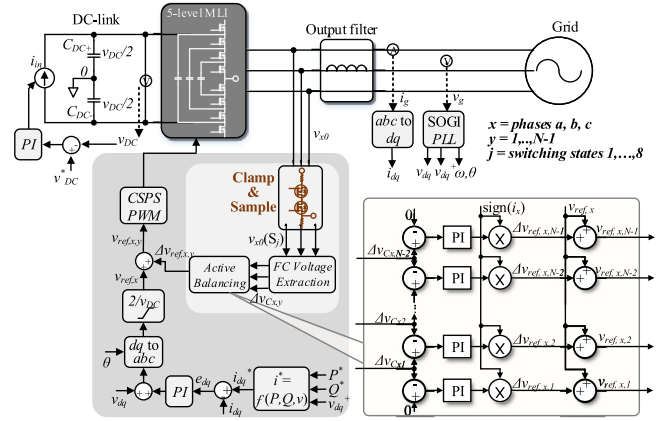 DC-link
5-level MLI
Output filter
Grid
C_DC+
v_DC/2
i_in
0
V
C_DC-
v_DC/2
PI
v_DC
v*_DC
A
V
i_g
v_g
abc to dq
SOGI PLL
i_dq
v_dq v_dq+ ω,θ
x = phases a, b, c
y = 1,..,N-1
j = switching states 1,…,8
v_x0
Clamp & Sample
v_x0(S_j)
CSPS PWM
v_ref,x,y
Δv_ref,x,y
v_ref,x
Active Balancing
FC Voltage Extraction
Δv_Cx,y
2/v_DC
dq to abc
θ
v_dq
PI
e_dq
i_dq*
i_dq
i* = f(P,Q,v)
P*
Q*
v_dq+
0
sign(i_x)
v_ref,x
PI
X
Δv_ref,x,N-1
v_ref,x,N-1
Δv_Cx,N-2
PI
X
Δv_ref,x,N-2
v_ref,x,N-2
Δv_Cx2
PI
X
Δv_ref,x,2
v_ref,x,2
Δv_Cx1
PI
X
Δv_ref,x,1
v_ref,x,1
0